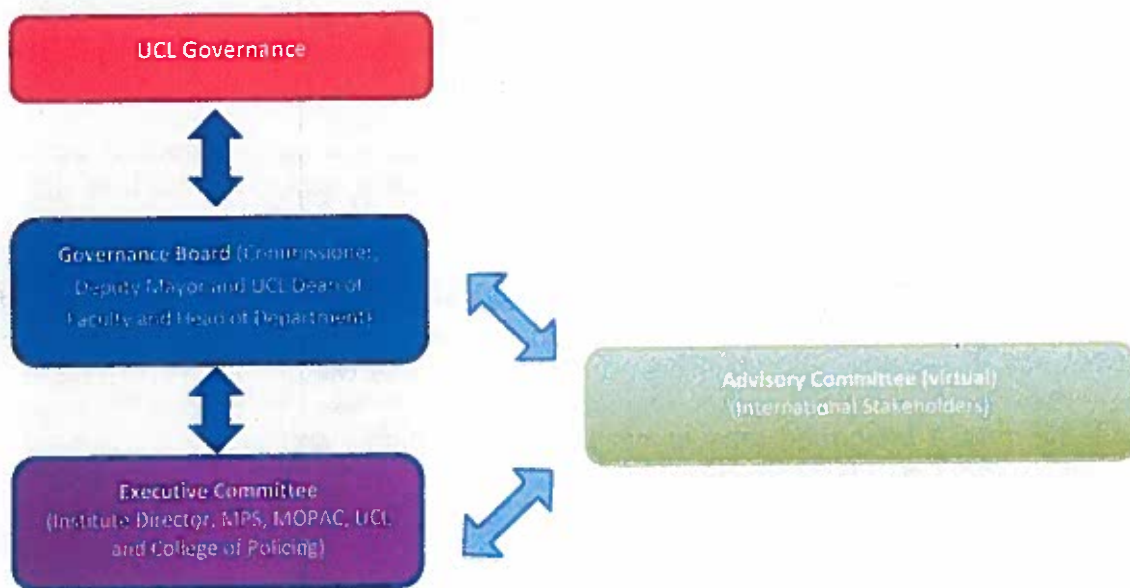 UCL Governance
Governance Board (Commissioner,
Deputy Mayor and UCL Dean of
Faculty and Head of Department)
Advisory Committee (virtual)
(International Stakeholders)
Executive Committee
(Institute Director, MPS, MOPAC, UCL
and College of Policing)